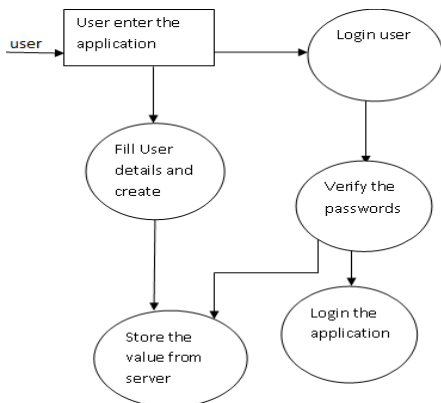 user
User enter the
application
Login user
Fill User
details and
create
Verify the
passwords
Store the
value from
server
Login the
application